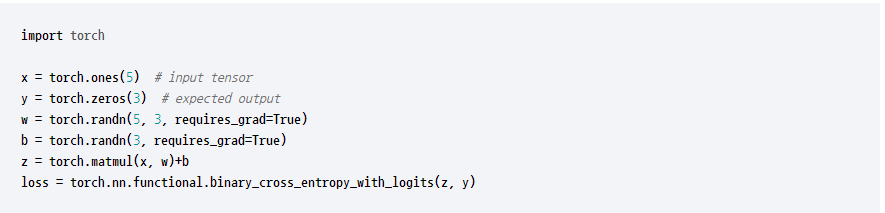 import torch
x = torch.ones(5)  # input tensor
y = torch.zeros(3)  # expected output
w = torch.randn(5, 3, requires_grad=True)
b = torch.randn(3, requires_grad=True)
z = torch.matmul(x, w)+b
loss = torch.nn.functional.binary_cross_entropy_with_logits(z, y)